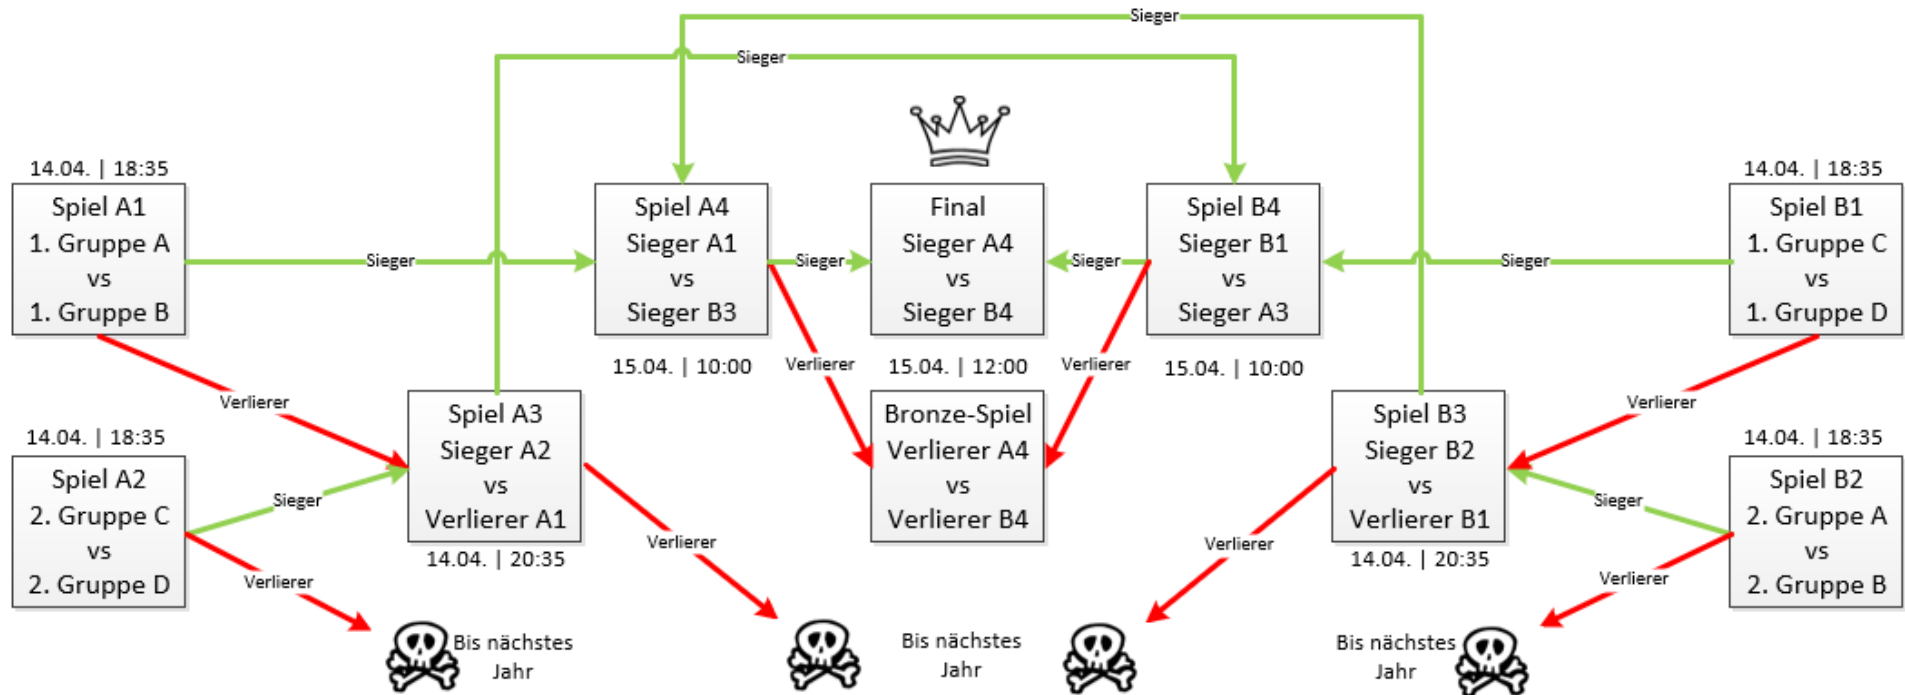 Sieger
Sieger
14.04. | 18:35
Spiel A1
1. Gruppe A
vs
1. Gruppe B
Sieger
Spiel A4
Sieger A1
vs
Sieger B3
15.04. | 10:00
Sieger
Final
Sieger A4
vs
Sieger B4
15.04. | 12:00
Sieger
Spiel B4
Sieger B1
vs
Sieger A3
15.04. | 10:00
Sieger
14.04. | 18:35
Spiel B1
1. Gruppe C
vs
1. Gruppe D
Verlierer
Verlierer
Verlierer
Verlierer
14.04. | 18:35
Spiel A2
2. Gruppe C
vs
2. Gruppe D
Sieger
Verlierer
Spiel A3
Sieger A2
vs
Verlierer A1
14.04. | 20:35
Verlierer
Bronze-Spiel
Verlierer A4
vs
Verlierer B4
Verlierer
Spiel B3
Sieger B2
vs
Verlierer B1
14.04. | 20:35
Sieger
Verlierer
14.04. | 18:35
Spiel B2
2. Gruppe A
vs
2. Gruppe B
Bis nächstes
Jahr
Bis nächstes
Jahr
Bis nächstes
Jahr